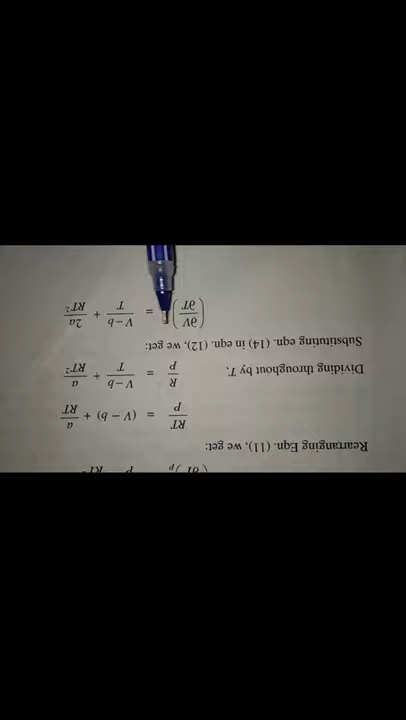 Rearranging Eqn. (11), we get:
RT/p = (V − b) + a/RT
Dividing throughout by T, R/p = V−b/T + a/RT²
Substituting eqn. (14) in eqn. (12), we get:
(∂V/∂T) = V−b/T + 2a/RT²